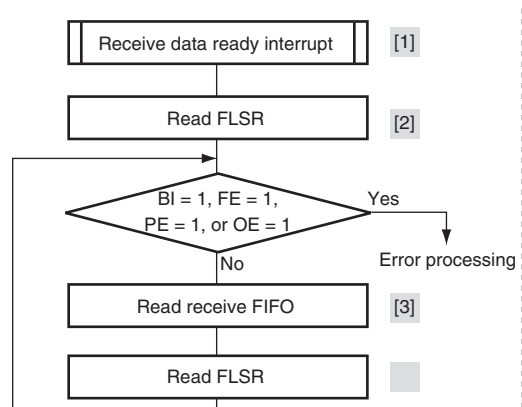 Receive data ready interrupt [1]
Read FLSR [2]
BI = 1, FE = 1,
PE = 1, or OE = 1
Yes
Error processing
No
Read receive FIFO [3]
Read FLSR